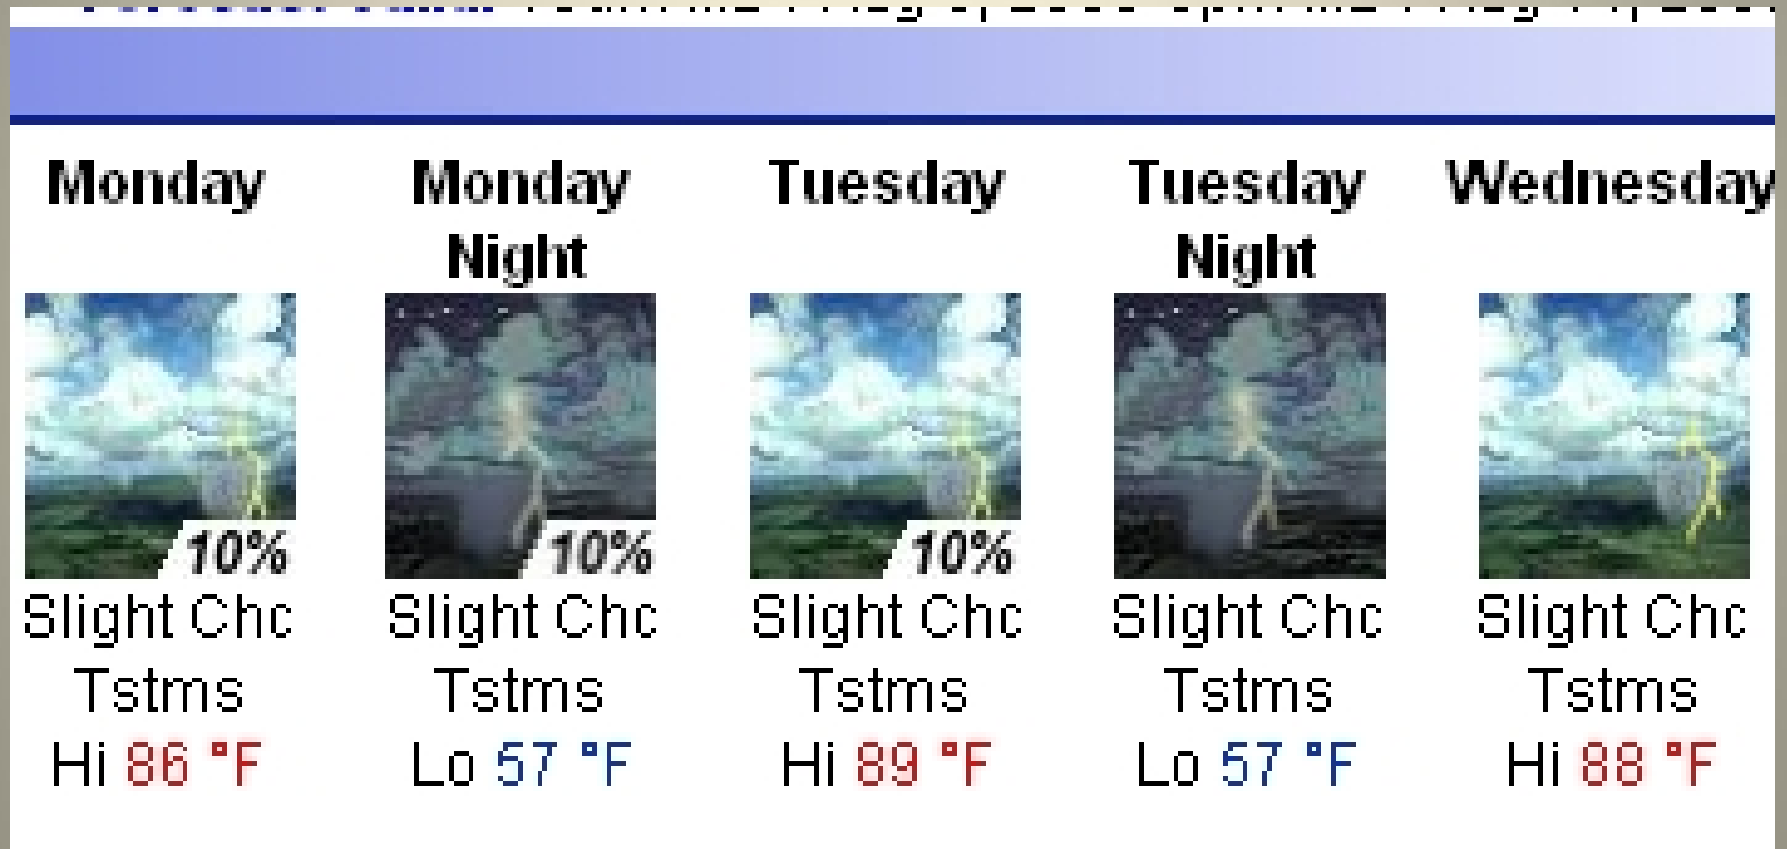 Monday
Monday Night
Tuesday
Tuesday Night
Wednesday
10%
10%
10%
Slight Chc Tstms
Slight Chc Tstms
Slight Chc Tstms
Slight Chc Tstms
Slight Chc Tstms
Hi 86 °F
Lo 57 °F
Hi 89 °F
Lo 57 °F
Hi 88 °F